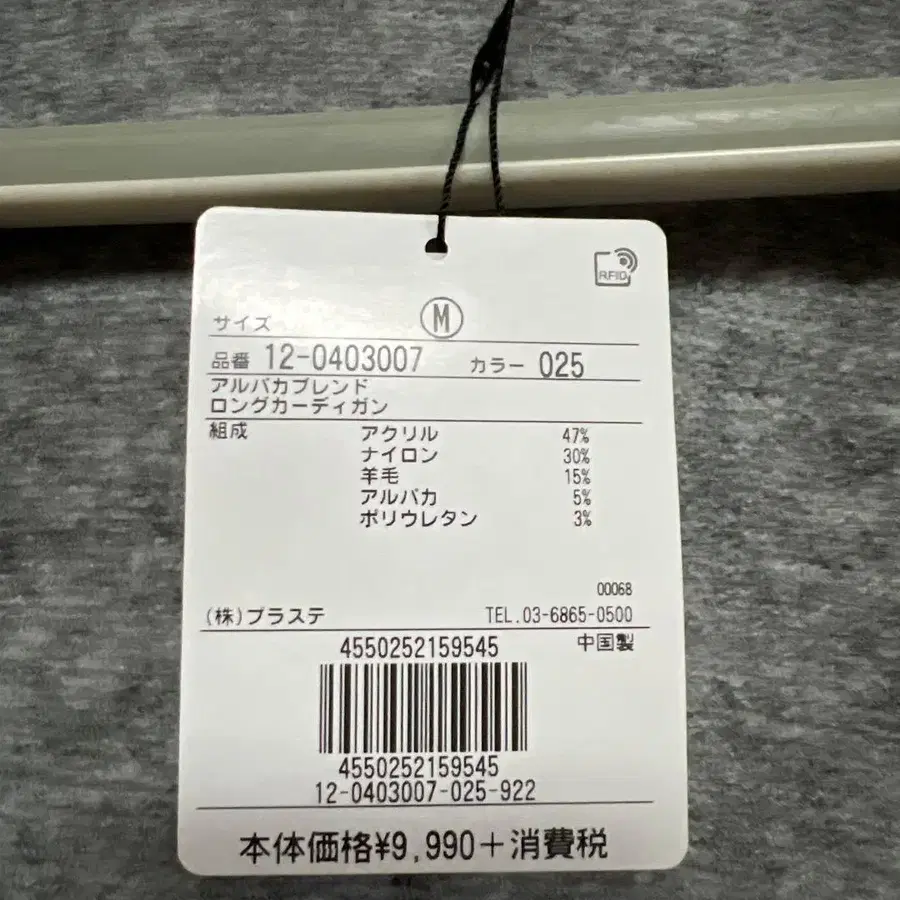 RFID
サイズ Ⓜ
品番 12-0403007 カラー 025
アルパカブレンド
ロングカーディガン
組成 アクリル 47%
ナイロン 30%
羊毛 15%
アルパカ 5%
ポリウレタン 3%
00068
(株)プラステ TEL.03-6865-0500
4550252159545 中国製
4550252159545
12-0403007-025-922
本体価格¥9,990+消費税